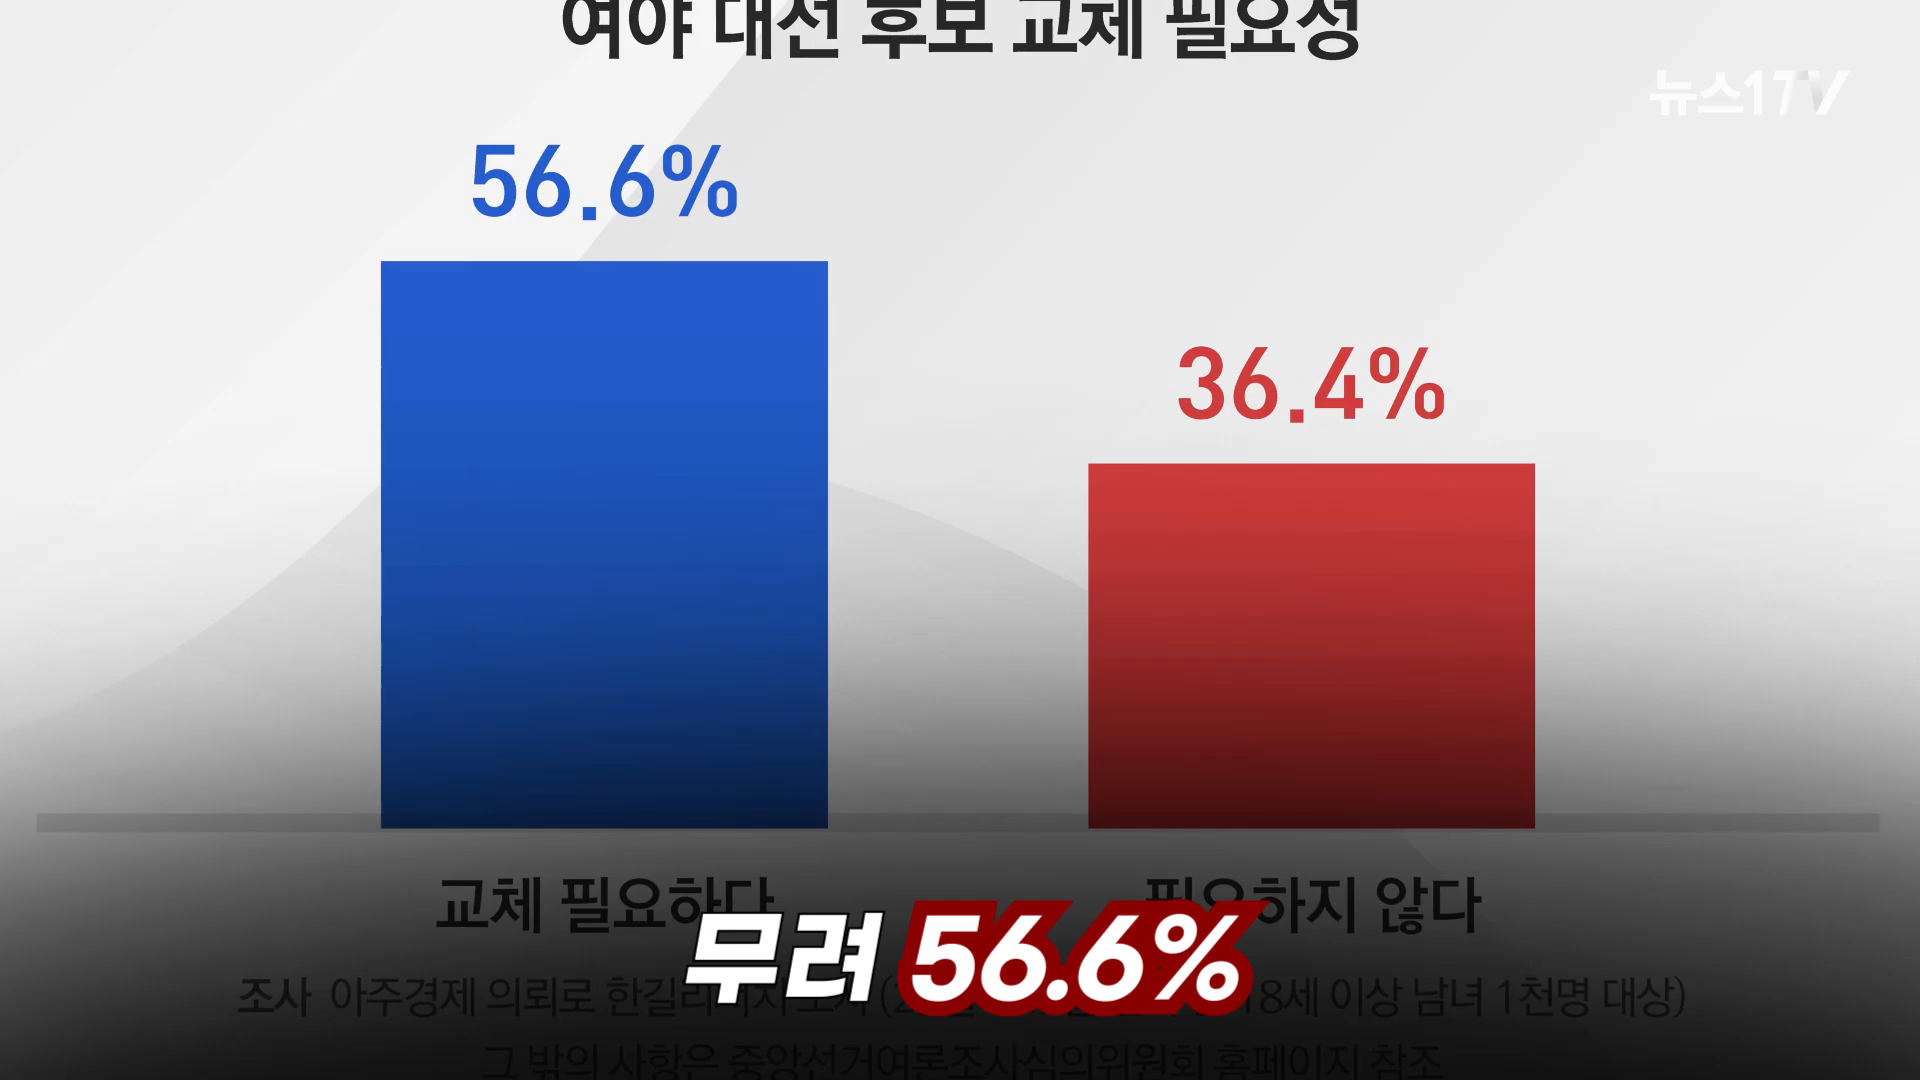 여야 대선 후보 교체 필요성
뉴스1TV
56.6%
36.4%
교체 필요하다
필요하지 않다
무려 56.6%
조사 아주경제 의뢰로 한길리서치 조사 18세 이상 남녀 1천명 대상)
그 밖의 사항은 중앙선거여론조사심의위원회 홈페이지 참조